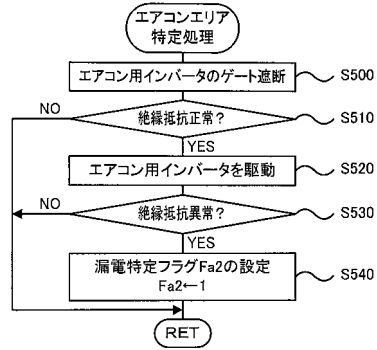 エアコンエリア
特定処理
エアコン用インバータのゲート遮断
S500
NO
絶縁抵抗正常?
S510
YES
エアコン用インバータを駆動
S520
NO
絶縁抵抗異常?
S530
YES
漏電特定フラグFa2の設定
Fa2←1
S540
RET